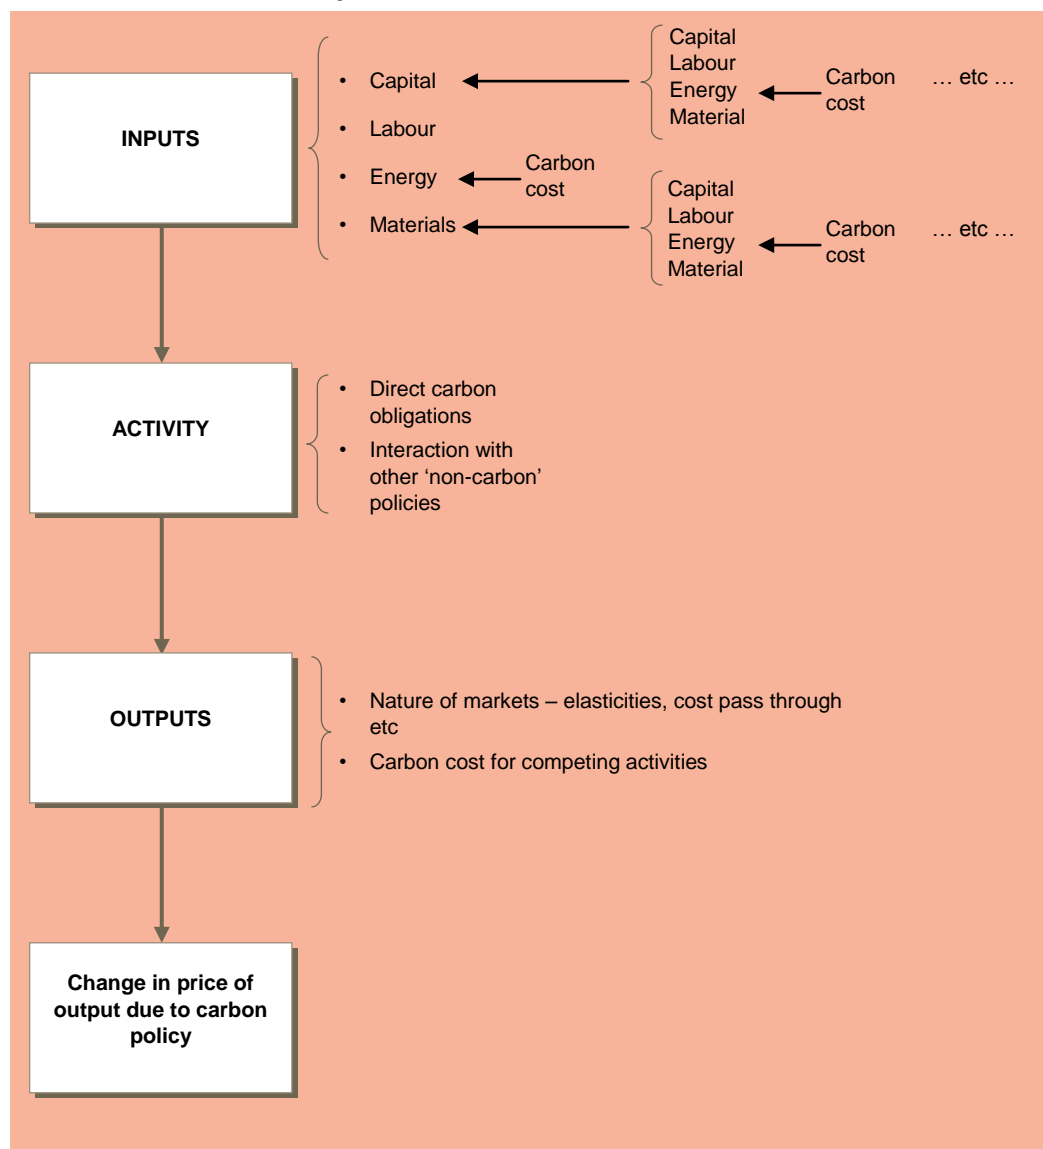 INPUTS
• Capital
• Labour
• Energy
• Materials
Carbon
cost
Capital
Labour
Energy
Material
Carbon
cost
… etc …
Capital
Labour
Energy
Material
Carbon
cost
… etc …
ACTIVITY
• Direct carbon
obligations
• Interaction with
other ‘non-carbon’
policies
OUTPUTS
• Nature of markets – elasticities, cost pass through
etc
• Carbon cost for competing activities
Change in price of
output due to carbon
policy